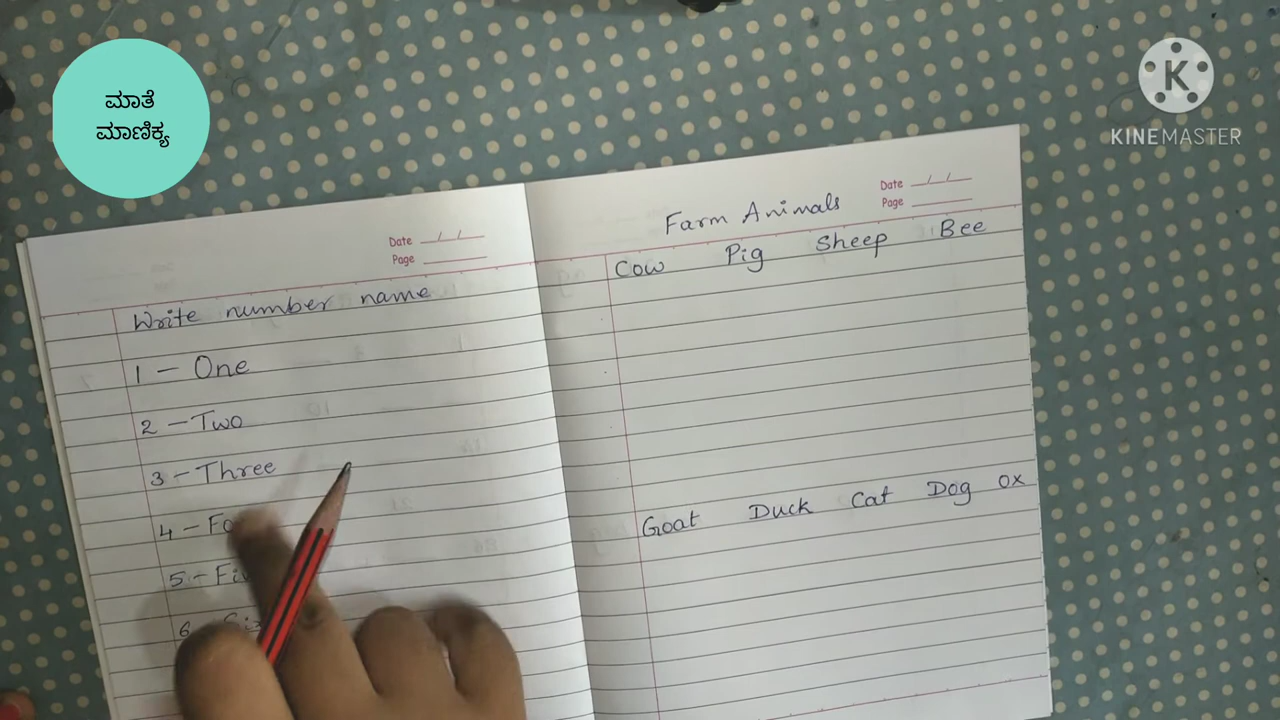 ಮಾತೆ
ಮಾಣಿಕ್ಯ
KINEMASTER
Date
Page
Write number name
1 - One
2 - Two
3 - Three
4 -
5 -
6
Date
Page
Farm Animals
Cow Pig Sheep Bee
Goat Duck Cat Dog OX